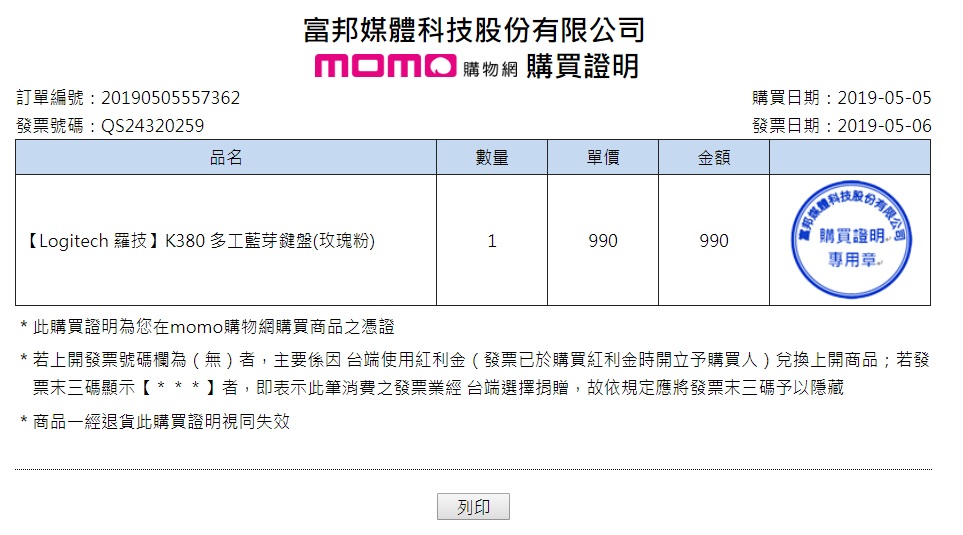 富邦媒體科技股份有限公司
momo 購物網 購買證明
訂單編號：20190505557362
購買日期：2019-05-05
發票號碼：QS24320259
發票日期：2019-05-06
品名 數量 單價 金額
【Logitech 羅技】K380 多工藍芽鍵盤(玫瑰粉) 1 990 990
富邦媒體科技股份有限公司
購買證明
專用章
* 此購買證明為您在momo購物網購買商品之憑證
* 若上開發票號碼欄為（無）者，主要係因 台端使用紅利金（發票已於購買紅利金時開立予購買人）兌換上開商品；若發
票末三碼顯示【＊＊＊】者，即表示此筆消費之發票業經 台端選擇捐贈，故依規定應將發票末三碼予以隱藏
* 商品一經退貨此購買證明視同失效
列印